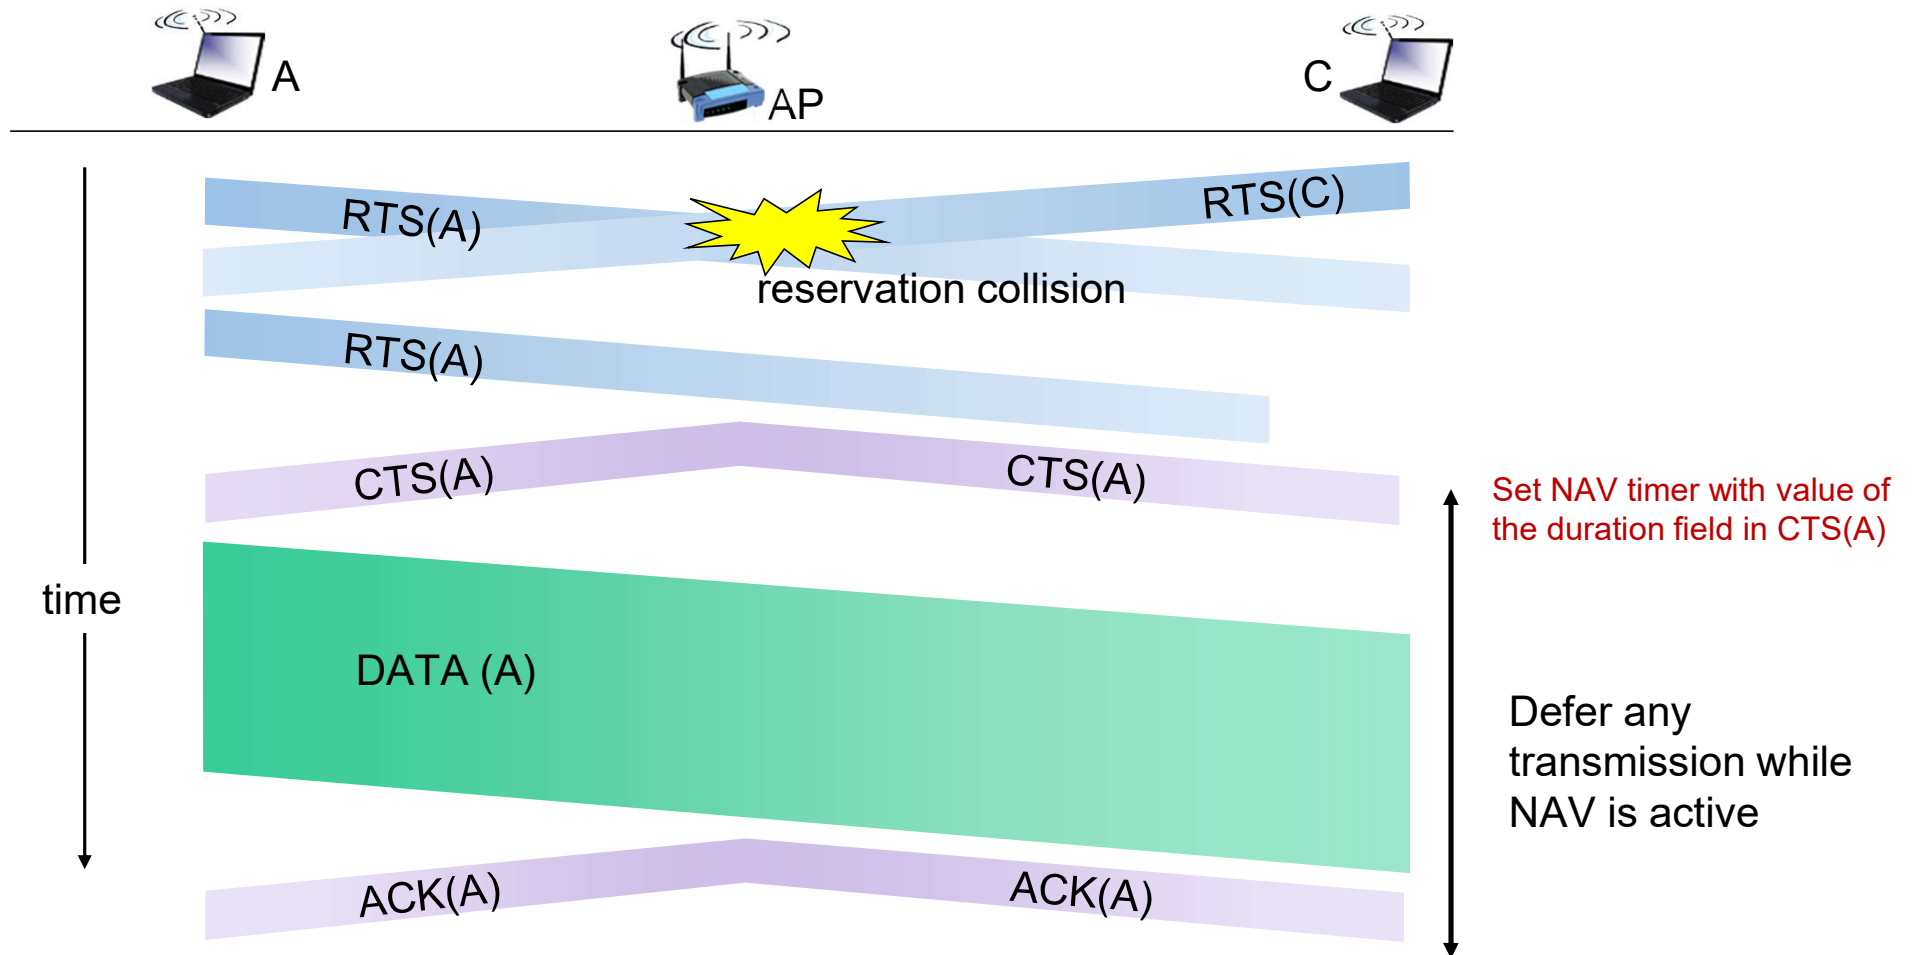 A
AP
C
RTS(A)
RTS(C)
reservation collision
RTS(A)
CTS(A)
CTS(A)
Set NAV timer with value of
the duration field in CTS(A)
time
DATA (A)
Defer any
transmission while
NAV is active
ACK(A)
ACK(A)